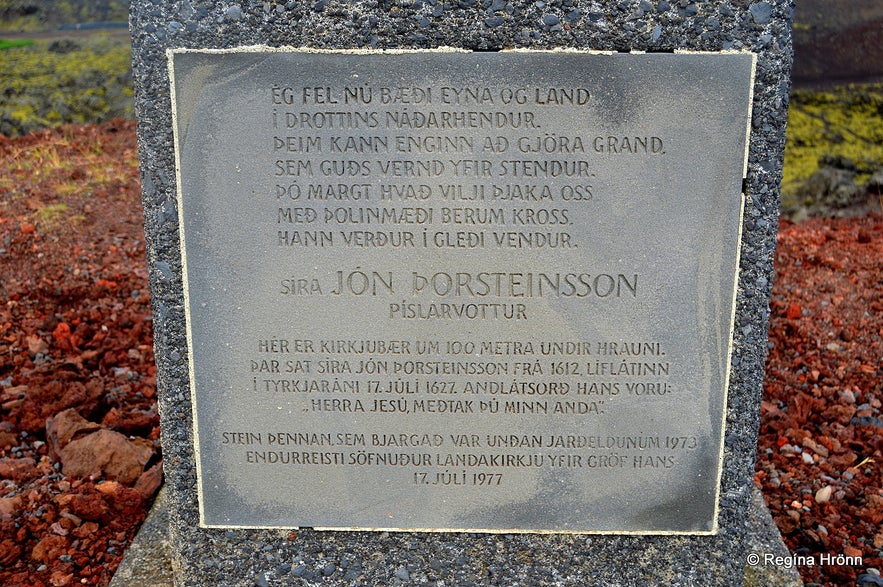 ÉG FEL NÚ BÆÐI EYNA OG LAND
Í DROTTINS NÁÐARHENDUR.
ÞEIM KANN ENGINN AÐ GJÖRA GRAND,
SEM GUÐS VERND YFIR STENDUR.
ÞÓ MARGT HVAÐ VILJI ÞJAKA OSS
MEÐ ÞOLINMÆÐI BERUM KROSS.
HANN VERÐUR Í GLEÐI VENDUR.
SÍRA JÓN ÞORSTEINSSON
PÍSLARVOTTUR
HÉR ER KIRKJUBÆR UM 100 METRA UNDIR HRAUNI.
ÞAR SAT SÍRA JÓN ÞORSTEINSSON FRÁ 1612, LÍFLÁTINN
Í TYRKJARÁNI 17. JÚLÍ 1627. ANDLÁTSORÐ HANS VORU:
„HERRA JESÚ, MEÐTAK ÞÚ MINN ANDA".
STEIN ÞENNAN, SEM BJARGAÐ VAR UNDAN JARÐELDUNUM 1973
ENDURREISTI SÖFNUÐUR LANDAKIRKJU YFIR GRÖF HANS
17. JÚLÍ 1977
© Regina Hrönn